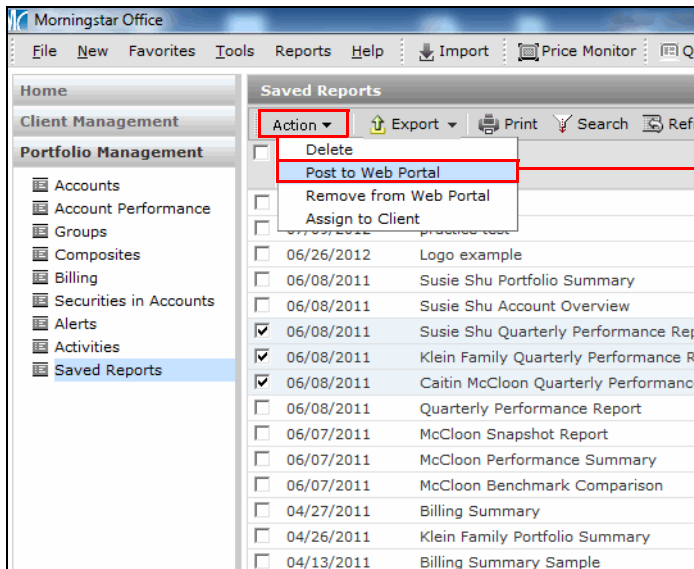 Morningstar Office
File New Favorites Tools Reports Help Import Price Monitor Q
Home
Client Management
Portfolio Management
Accounts
Account Performance
Groups
Composites
Billing
Securities in Accounts
Alerts
Activities
Saved Reports
Saved Reports
Action Export Print Search Ref
Delete
Post to Web Portal
Remove from Web Portal
Assign to Client
06/26/2012 Logo example
06/08/2011 Susie Shu Portfolio Summary
06/08/2011 Susie Shu Account Overview
06/08/2011 Susie Shu Quarterly Performance Rep
06/08/2011 Klein Family Quarterly Performance R
06/08/2011 Caitin McCloon Quarterly Performanc
06/08/2011 Quarterly Performance Report
06/07/2011 McCloon Snapshot Report
06/07/2011 McCloon Performance Summary
06/07/2011 McCloon Benchmark Comparison
04/27/2011 Billing Summary
04/26/2011 Klein Family Portfolio Summary
04/13/2011 Billing Summary Sample